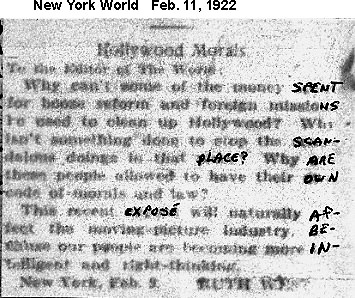 New York World Feb. 11, 1922
Hollywood Morals
To the Editor of The World:
Why can't some of the money SPENT
for house reform and foreign missioNS
be used to clean up Hollywood? Why
isn't something done to stop the SCAN-
dalous doings in that PLACE? Why ARE
these people allowed to have their OWN
code of morals and law?
This recent EXPOSÉ will naturally AF-
fect the moving-picture industry, BE-
cause our people are becoming more IN-
telligent and right-thinking.
New York, Feb. 9. RUTH